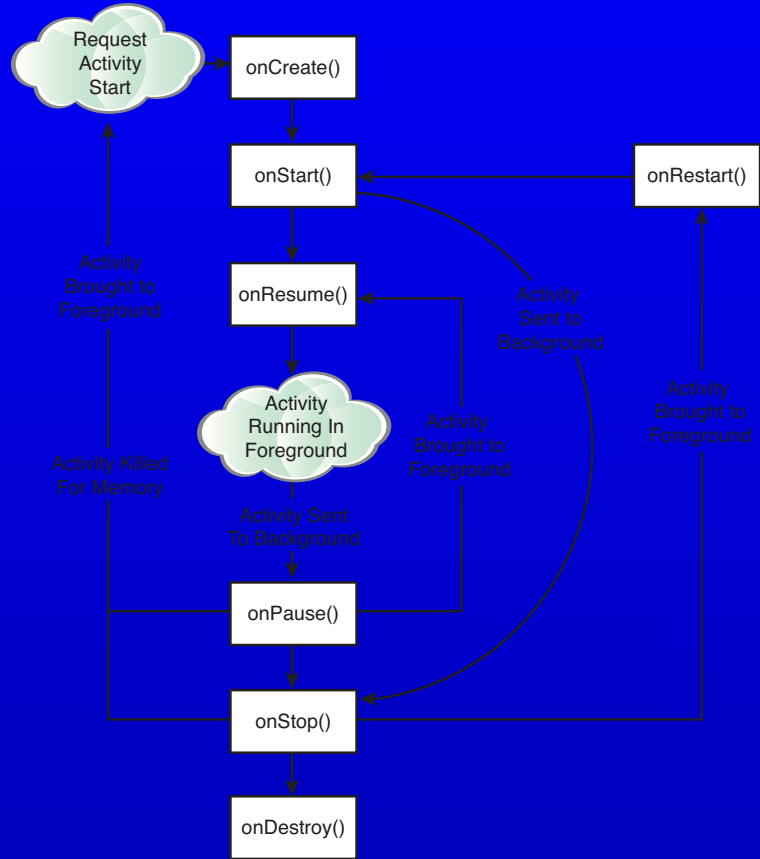 Request
Activity
Start
onCreate()
onStart()
onRestart()
Activity
Brought to
Foreground
onResume()
Activity
Sent to
Background
Activity
Running In
Foreground
Activity
Brought to
Foreground
Activity
Brought to
Foreground
Activity Killed
For Memory
Activity Sent
To Background
onPause()
onStop()
onDestroy()